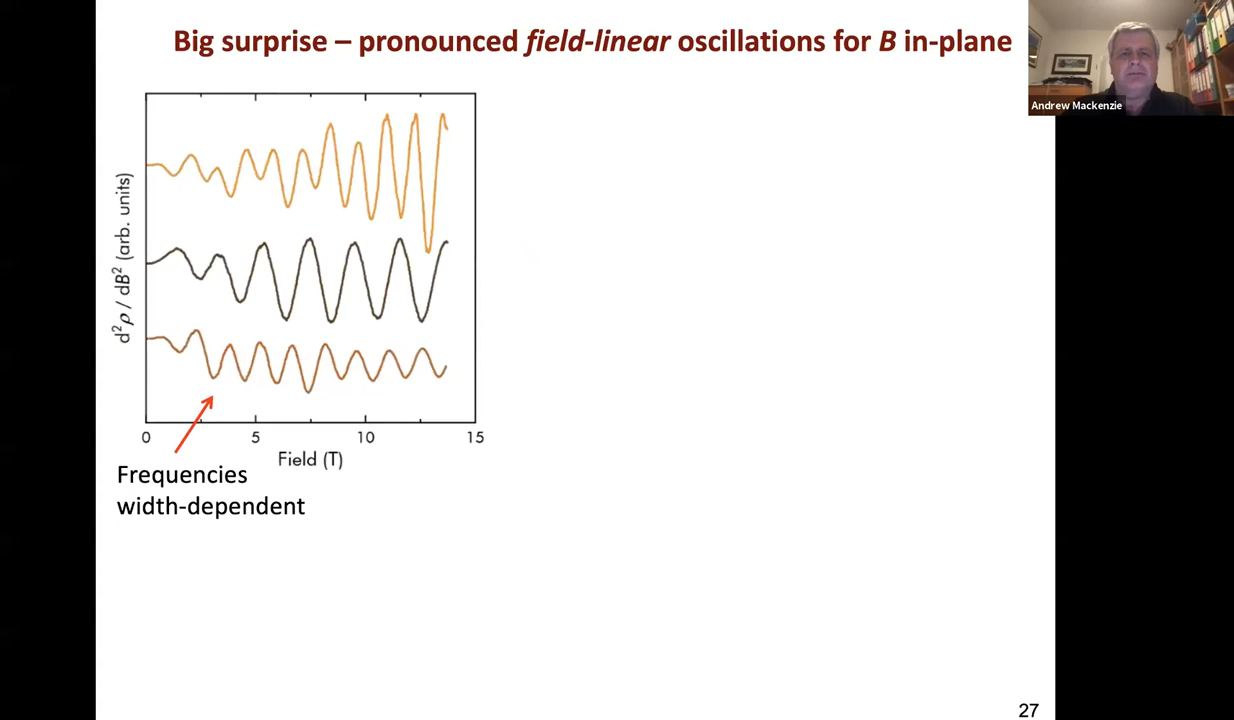 Big surprise – pronounced field-linear oscillations for B in-plane
Andrew Mackenzie
d²ρ / dB² (arb. units)
0 5 10 15
Field (T)
Frequencies
width-dependent
27